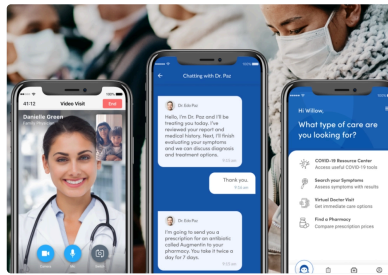 41:12
Video Visit
End
Danielle Green
100%
Chatting with Dr. Paz
Dr. Erin Paz
Hello, I'm Dr. Paz and I'll be
treating you today. I've
reviewed your report and
medical history. Next, I'll finish
evaluating your symptoms
and we can discuss diagnosis
and treatment options.
Thank you.
Dr. Erin Paz
I'm going to send you a
prescription for an antibiotic
called Augmentin to your
pharmacy. You take it twice a
day for 7 days.
Hi Willow,
What type of care are
you looking for?
COVID-19 Resource Center
Access useful COVID-19 tools
Search your Symptoms
Assess symptoms with results
Virtual Doctor Visit
Get immediate care options
Find a Pharmacy
Compare prescription prices